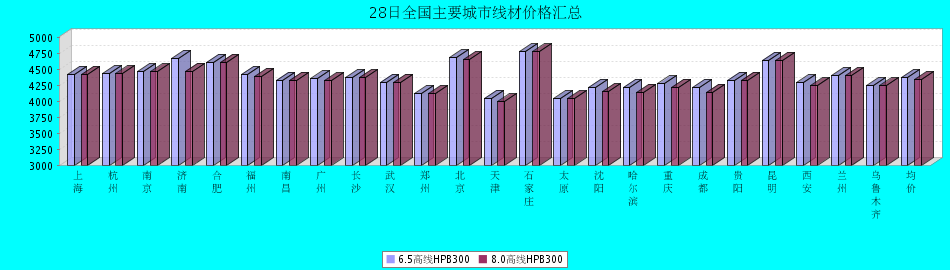 28日全国主要城市线材价格汇总
5000
4750
4500
4250
4000
3750
3500
3250
3000
上海
杭州
南京
济南
合肥
福州
南昌
广州
长沙
武汉
郑州
北京
天津
石家庄
太原
沈阳
哈尔滨
重庆
成都
贵阳
昆明
西安
兰州
乌鲁木齐
均价
6.5高线HPB300
8.0高线HPB300